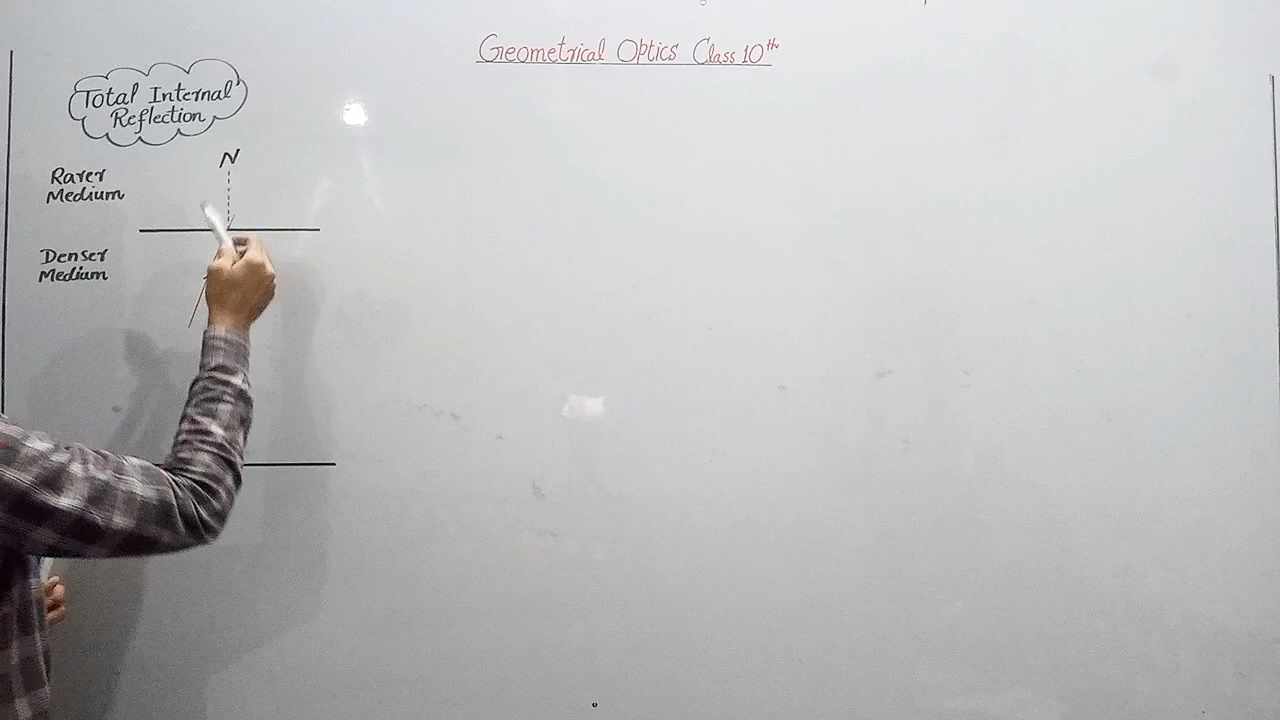 Geometrical Optics Class 10th
Total Internal
Reflection
N
Rarer
Medium
Denser
Medium